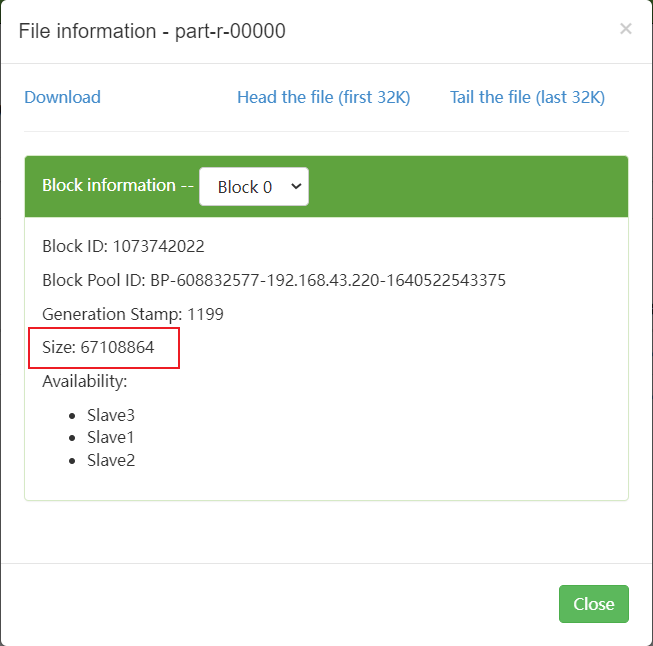 File information - part-r-00000
×
Download Head the file (first 32K) Tail the file (last 32K)
Block information -- Block 0
Block ID: 1073742022
Block Pool ID: BP-608832577-192.168.43.220-1640522543375
Generation Stamp: 1199
Size: 67108864
Availability:
Slave3
Slave1
Slave2
Close